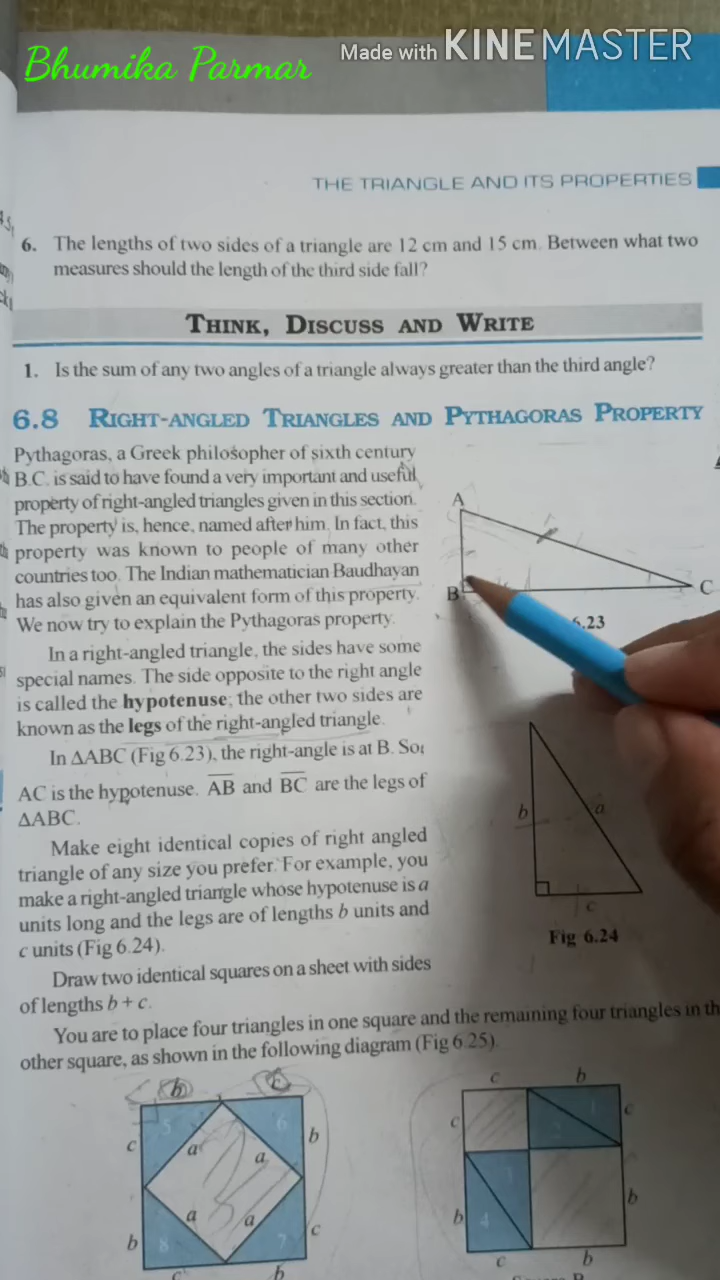 Bhumika Parmar
Made with KINEMASTER
THE TRIANGLE AND ITS PROPERTIES
6. The lengths of two sides of a triangle are 12 cm and 15 cm. Between what two
measures should the length of the third side fall?
THINK, DISCUSS AND WRITE
1. Is the sum of any two angles of a triangle always greater than the third angle?
6.8 RIGHT-ANGLED TRIANGLES AND PYTHAGORAS PROPERTY
Pythagoras, a Greek philosopher of sixth century
B.C. is said to have found a very important and useful
property of right-angled triangles given in this section.
The property is, hence, named after him. In fact, this
property was known to people of many other
countries too. The Indian mathematician Baudhayan
has also given an equivalent form of this property.
We now try to explain the Pythagoras property.
In a right-angled triangle, the sides have some
special names. The side opposite to the right angle
is called the hypotenuse; the other two sides are
known as the legs of the right-angled triangle.
In ΔABC (Fig 6.23), the right-angle is at B. So,
AC is the hypotenuse. AB and BC are the legs of
ΔABC.
Make eight identical copies of right angled
triangle of any size you prefer. For example, you
make a right-angled triangle whose hypotenuse is a
units long and the legs are of lengths b units and
c units (Fig 6.24).
Draw two identical squares on a sheet with sides
of lengths b + c.
You are to place four triangles in one square and the remaining four triangles in
other square, as shown in the following diagram (Fig 6.25).
A
B
C
6.23
b
a
c
Fig 6.24
b
c
5
6
c
a
a
b
a
a
b
8
7
c
c
b
c
b
c
1
c
2
3
b
4
b
c
b